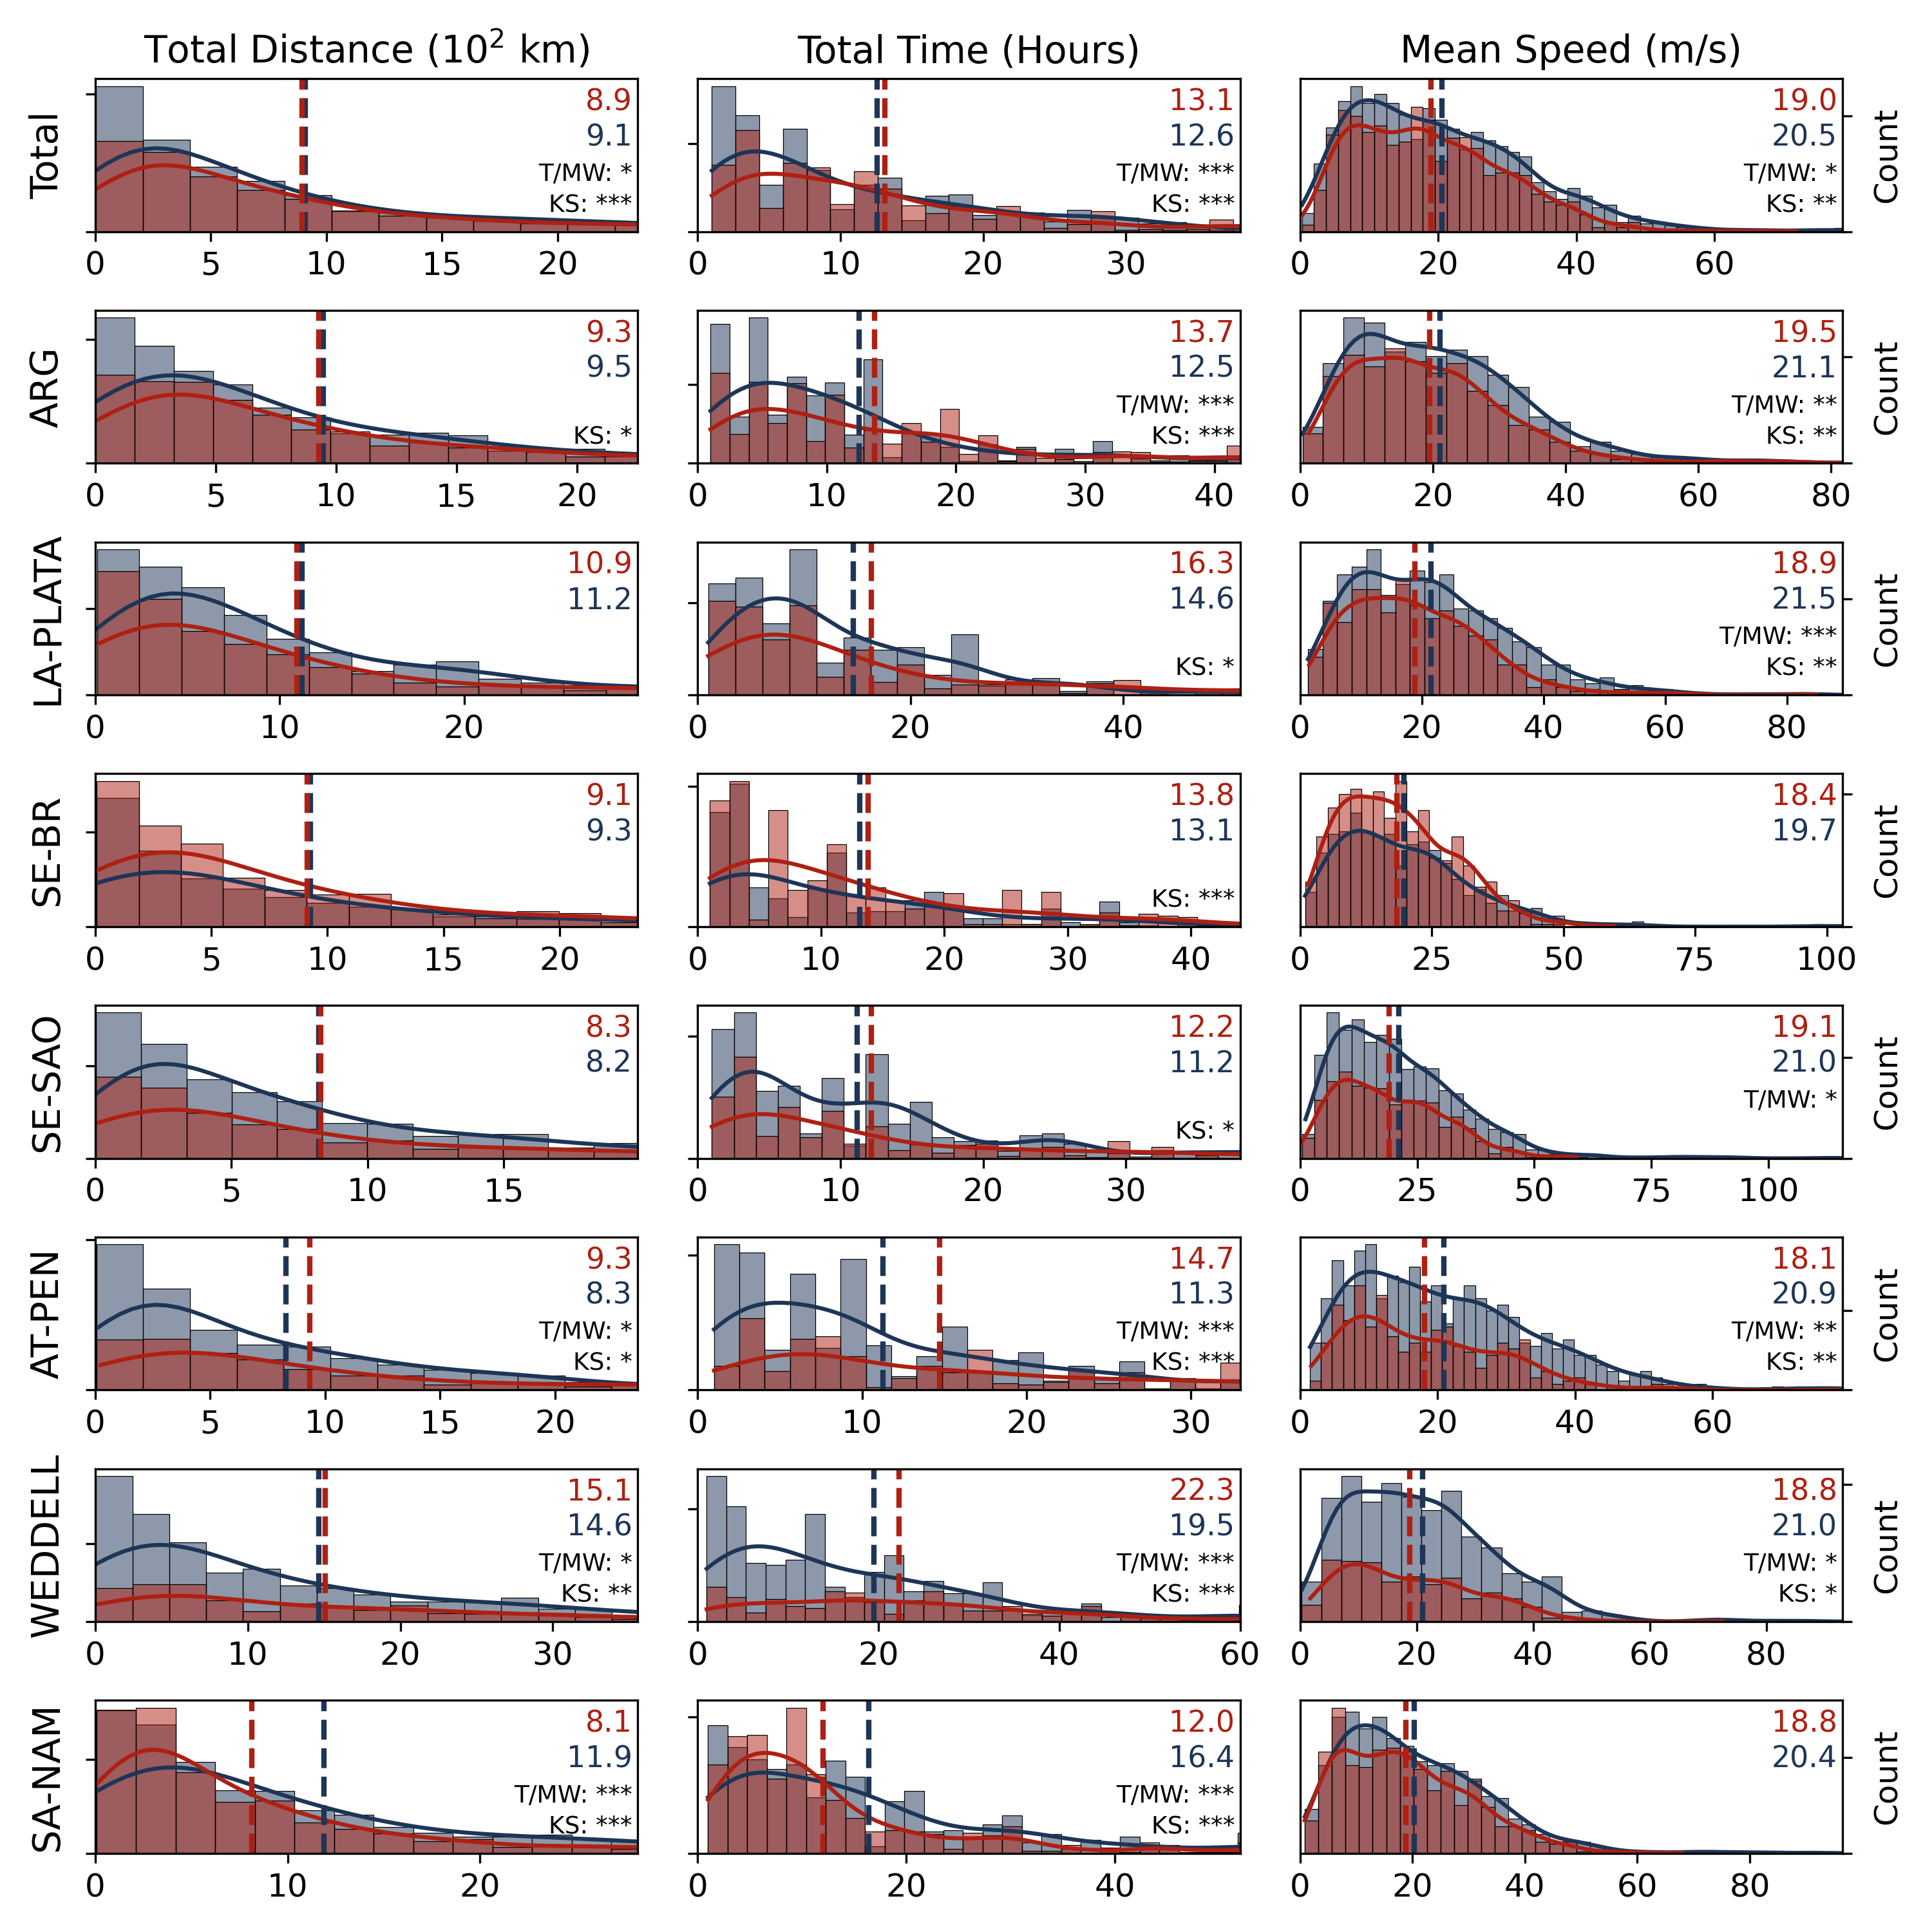 Total Distance (10² km)
Total Time (Hours)
Mean Speed (m/s)
Total
8.9
9.1
T/MW: *
KS: ***
0 5 10 15 20
13.1
12.6
T/MW: ***
KS: ***
0 10 20 30
19.0
20.5
T/MW: *
KS: **
0 20 40 60
Count
ARG
9.3
9.5
KS: *
0 5 10 15 20
13.7
12.5
T/MW: ***
KS: ***
0 10 20 30 40
19.5
21.1
T/MW: **
KS: **
0 20 40 60 80
Count
LA-PLATA
10.9
11.2
0 10 20
16.3
14.6
KS: *
0 20 40
18.9
21.5
T/MW: ***
KS: **
0 20 40 60 80
Count
SE-BR
9.1
9.3
0 5 10 15 20
13.8
13.1
KS: ***
0 10 20 30 40
18.4
19.7
0 25 50 75 100
Count
SE-SAO
8.3
8.2
0 5 10 15
12.2
11.2
KS: *
0 10 20 30
19.1
21.0
T/MW: *
0 25 50 75 100
Count
AT-PEN
9.3
8.3
T/MW: *
KS: *
0 5 10 15 20
14.7
11.3
T/MW: ***
KS: ***
0 10 20 30
18.1
20.9
T/MW: **
KS: **
0 20 40 60
Count
WEDDELL
15.1
14.6
T/MW: *
KS: **
0 10 20 30
22.3
19.5
T/MW: ***
KS: ***
0 20 40 60
18.8
21.0
T/MW: *
KS: *
0 20 40 60 80
Count
SA-NAM
8.1
11.9
T/MW: ***
KS: ***
0 10 20
12.0
16.4
T/MW: ***
KS: ***
0 20 40
18.8
20.4
0 20 40 60 80
Count